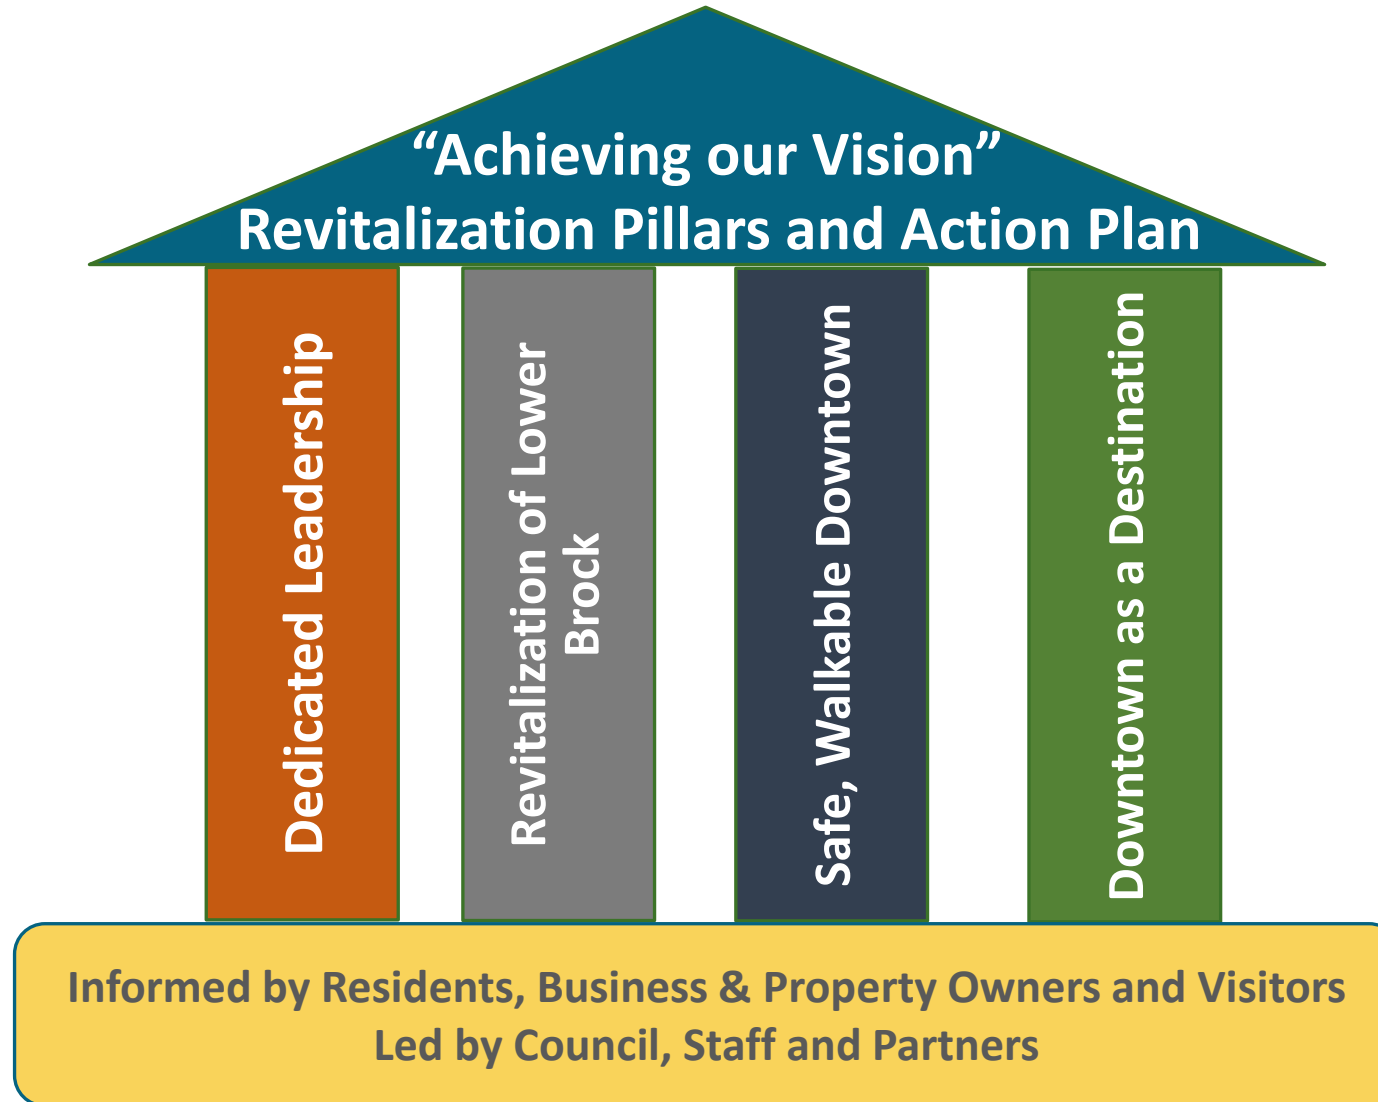 “Achieving our Vision”
Revitalization Pillars and Action Plan
Dedicated Leadership
Revitalization of Lower
Brock
Safe, Walkable Downtown
Downtown as a Destination
Informed by Residents, Business & Property Owners and Visitors
Led by Council, Staff and Partners